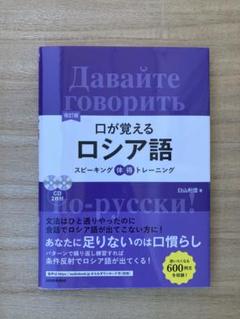 Давайте
говорить
改訂版
口が覚える
ロシア語
スピーキング体得トレーニング
CD
2枚付
白山利信
по-русски!
文法はひと通りやったのに
会話でロシア語が出てこない方に!
あなたに足りないのは口慣らし
パターンで繰り返し練習すれば
条件反射でロシア語が出てくる!
使いたくなる
600例文
を収録!